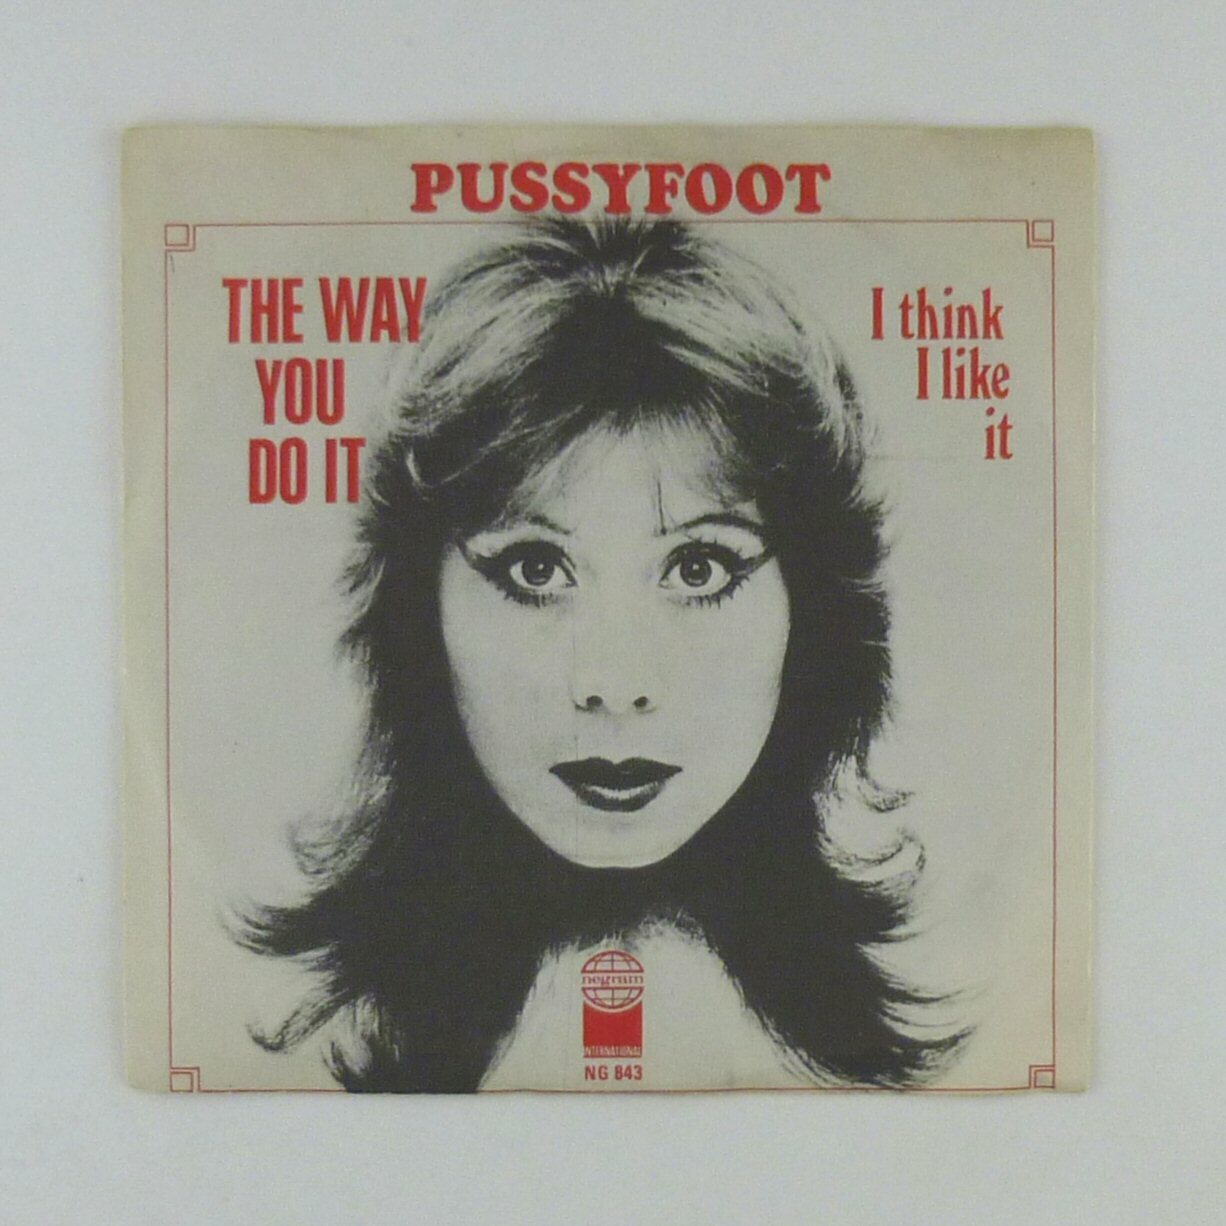 PUSSYFOOT
THE WAY
YOU
DO IT
I think
I like
it
negram
INTERNATIONAL
NG 843